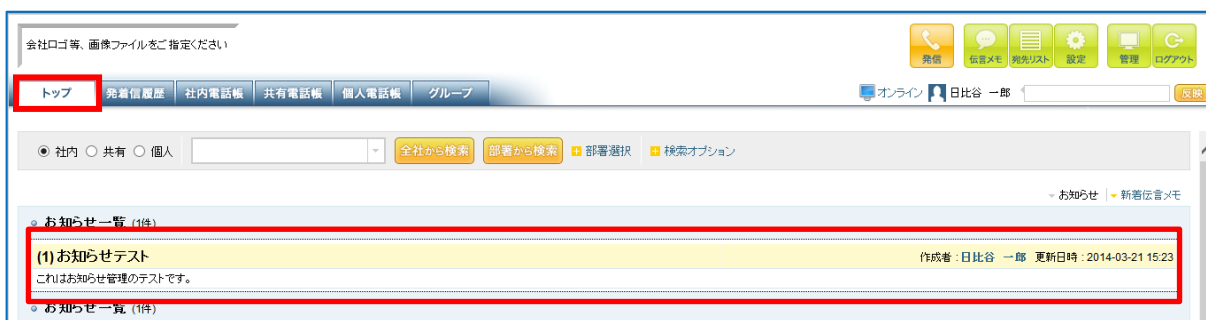 会社ロゴ等、画像ファイルをご指定ください
発信 伝言メモ 宛先リスト 設定 管理 ログアウト
トップ 発着信履歴 社内電話帳 共有電話帳 個人電話帳 グループ
オンライン 日比谷 一郎 反映
社内 共有 個人 全社から検索 部署から検索 部署選択 検索オプション
お知らせ 新着伝言メモ
お知らせ一覧 (1件)
(1)お知らせテスト 作成者 : 日比谷 一郎 更新日時 : 2014-03-21 15:23
これはお知らせ管理のテストです。
お知らせ一覧 (1件)